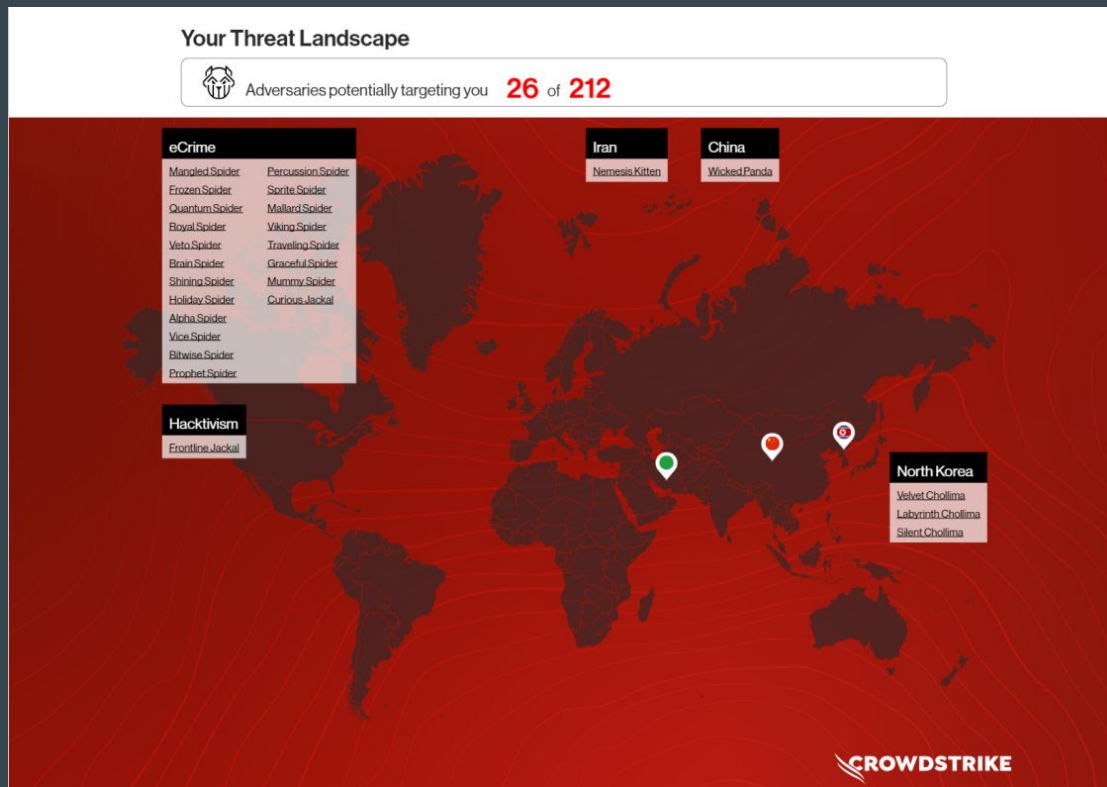 Your Threat Landscape
Adversaries potentially targeting you 26 of 212
eCrime
Mangled Spider
Frozen Spider
Quantum Spider
Royal Spider
Veto Spider
Brain Spider
Shining Spider
Holiday Spider
Alpha Spider
Vice Spider
Bitwise Spider
Prophet Spider
Percussion Spider
Sprite Spider
Mallard Spider
Viking Spider
Traveling Spider
Graceful Spider
Mummy Spider
Curious Jackal
Iran
Nemesis Kitten
China
Wicked Panda
Hacktivism
Frontline Jackal
North Korea
Velvet Chollima
Labyrinth Chollima
Silent Chollima
CROWDSTRIKE